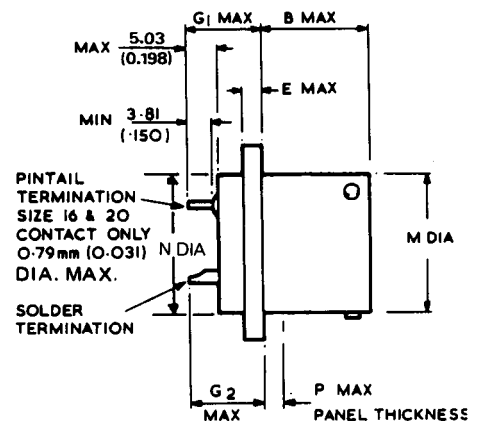 G1 MAX
B MAX
MAX 5.03
(0.198)
E MAX
MIN 3.81
(.150)
PINTAIL
TERMINATION
SIZE 16 & 20
CONTACT ONLY
0.79mm (0.031)
DIA. MAX.
N DIA
M DIA
SOLDER
TERMINATION
G2
MAX
P MAX
PANEL THICKNESS